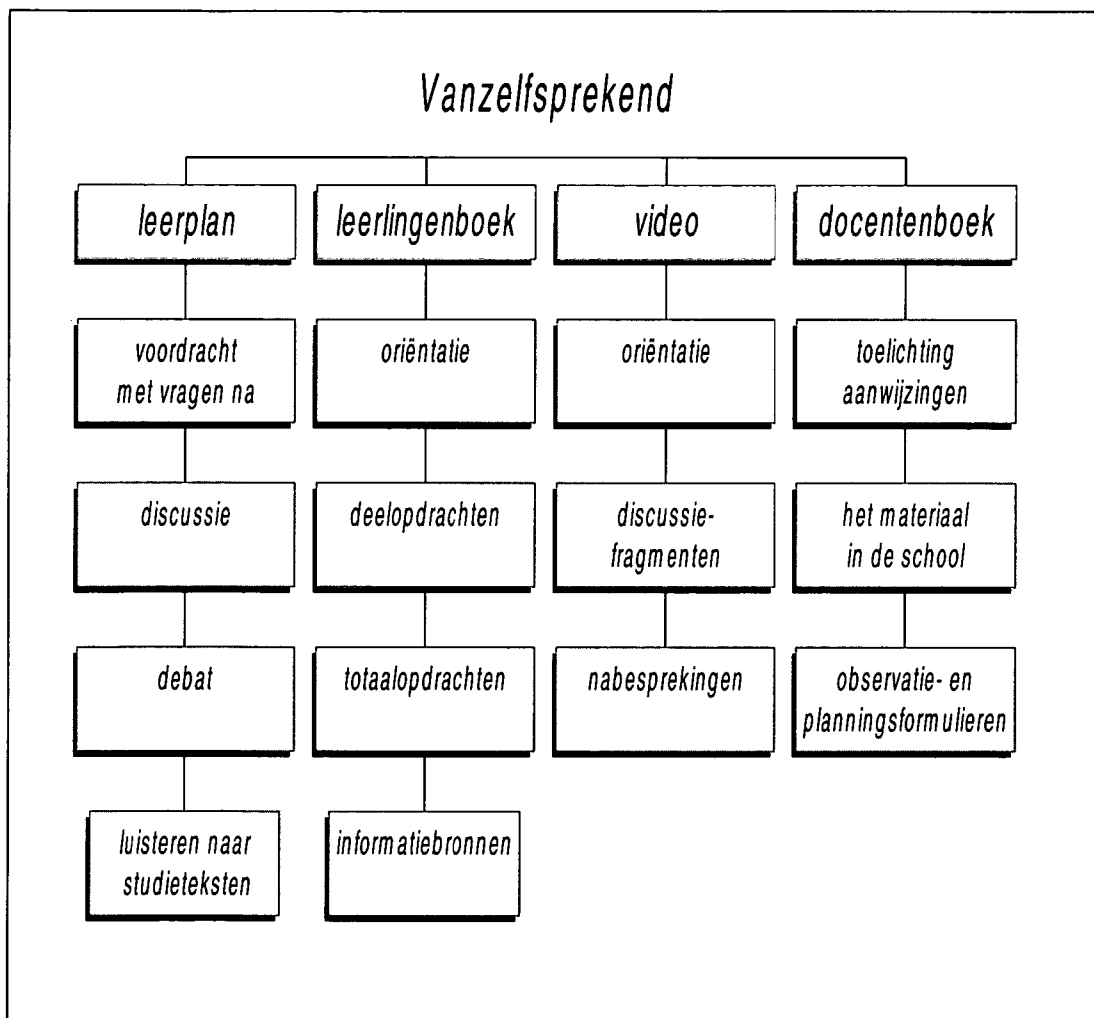 Vanzelfsprekend
leerplan
voordracht
met vragen na
discussie
debat
luisteren naar
studieteksten
leerlingenboek
oriëntatie
deelopdrachten
totaalopdrachten
informatiebronnen
video
oriëntatie
discussie-
fragmenten
nabesprekingen
docentenboek
toelichting
aanwijzingen
het materiaal
in de school
observatie- en
planningsformulieren